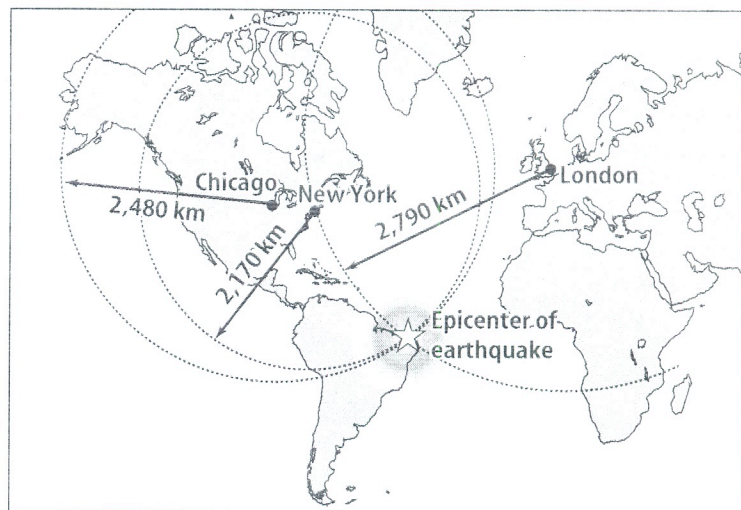 Chicago
New York
2,480 km
2,170 km
2,790 km
London
Epicenter of
earthquake